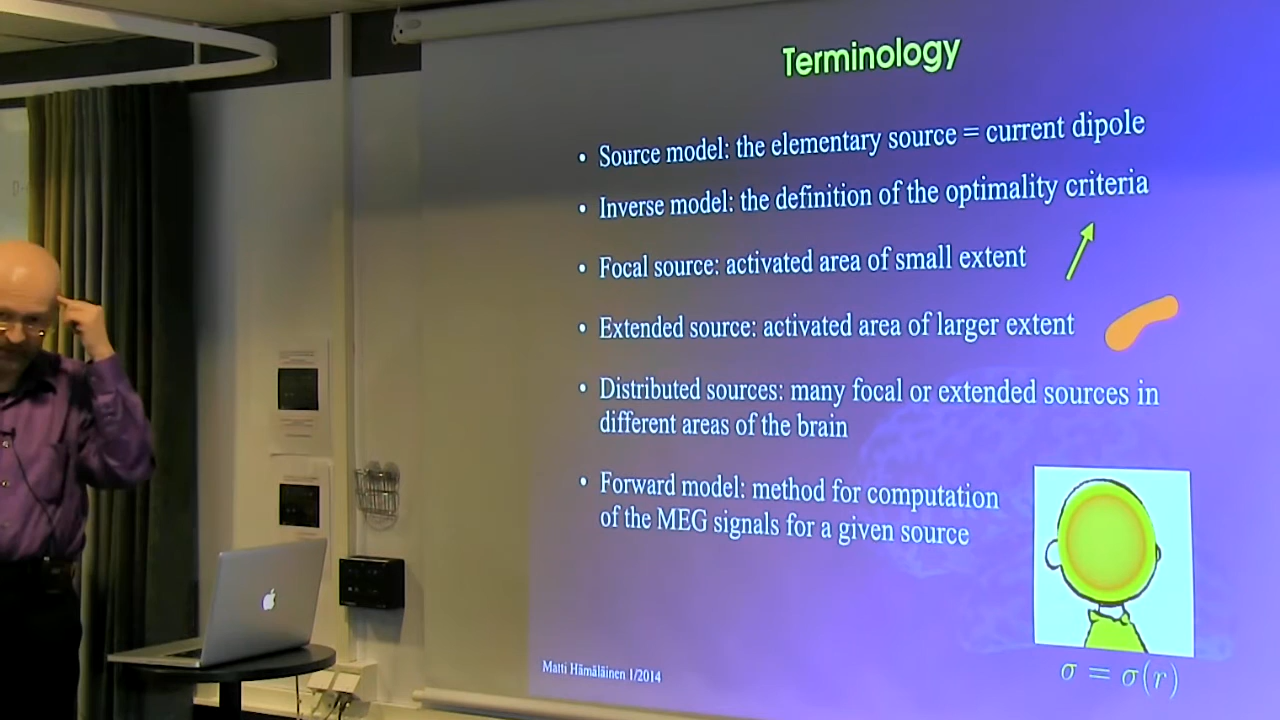 Terminology
• Source model: the elementary source = current dipole
• Inverse model: the definition of the optimality criteria
• Focal source: activated area of small extent
• Extended source: activated area of larger extent
• Distributed sources: many focal or extended sources in
different areas of the brain
• Forward model: method for computation
of the MEG signals for a given source
σ = σ(r)
Matti Hämäläinen 1/2014